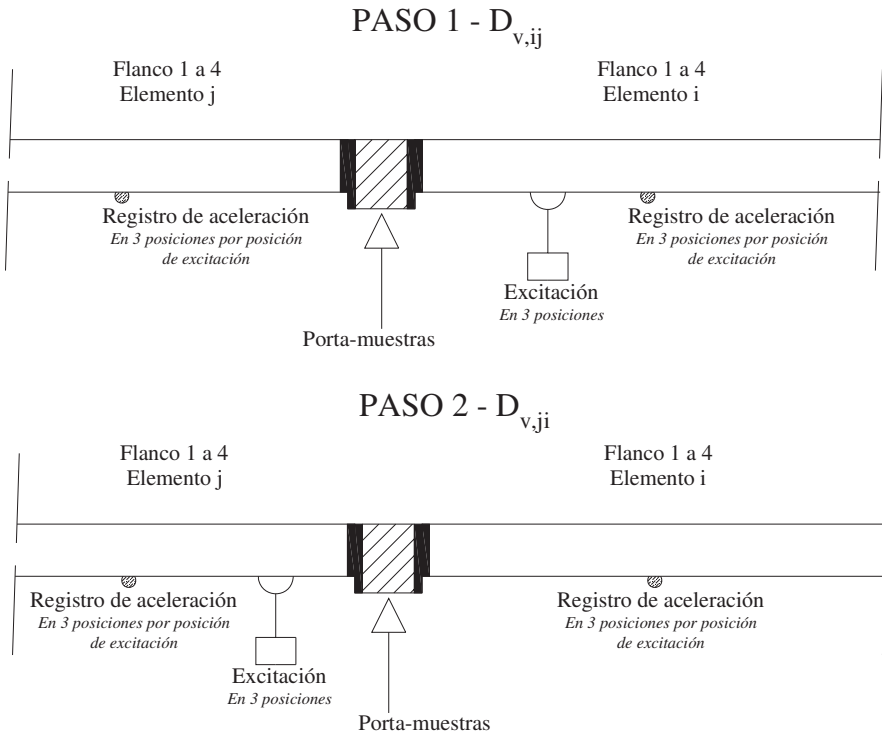 PASO 1 - D_{v,ij}
Flanco 1 a 4
Elemento j
Flanco 1 a 4
Elemento i
Registro de aceleración
En 3 posiciones por posición
de excitación
Registro de aceleración
En 3 posiciones por posición
de excitación
Excitación
En 3 posiciones
Porta-muestras
PASO 2 - D_{v,ji}
Flanco 1 a 4
Elemento j
Flanco 1 a 4
Elemento i
Registro de aceleración
En 3 posiciones por posición
de excitación
Registro de aceleración
En 3 posiciones por posición
de excitación
Excitación
En 3 posiciones
Porta-muestras